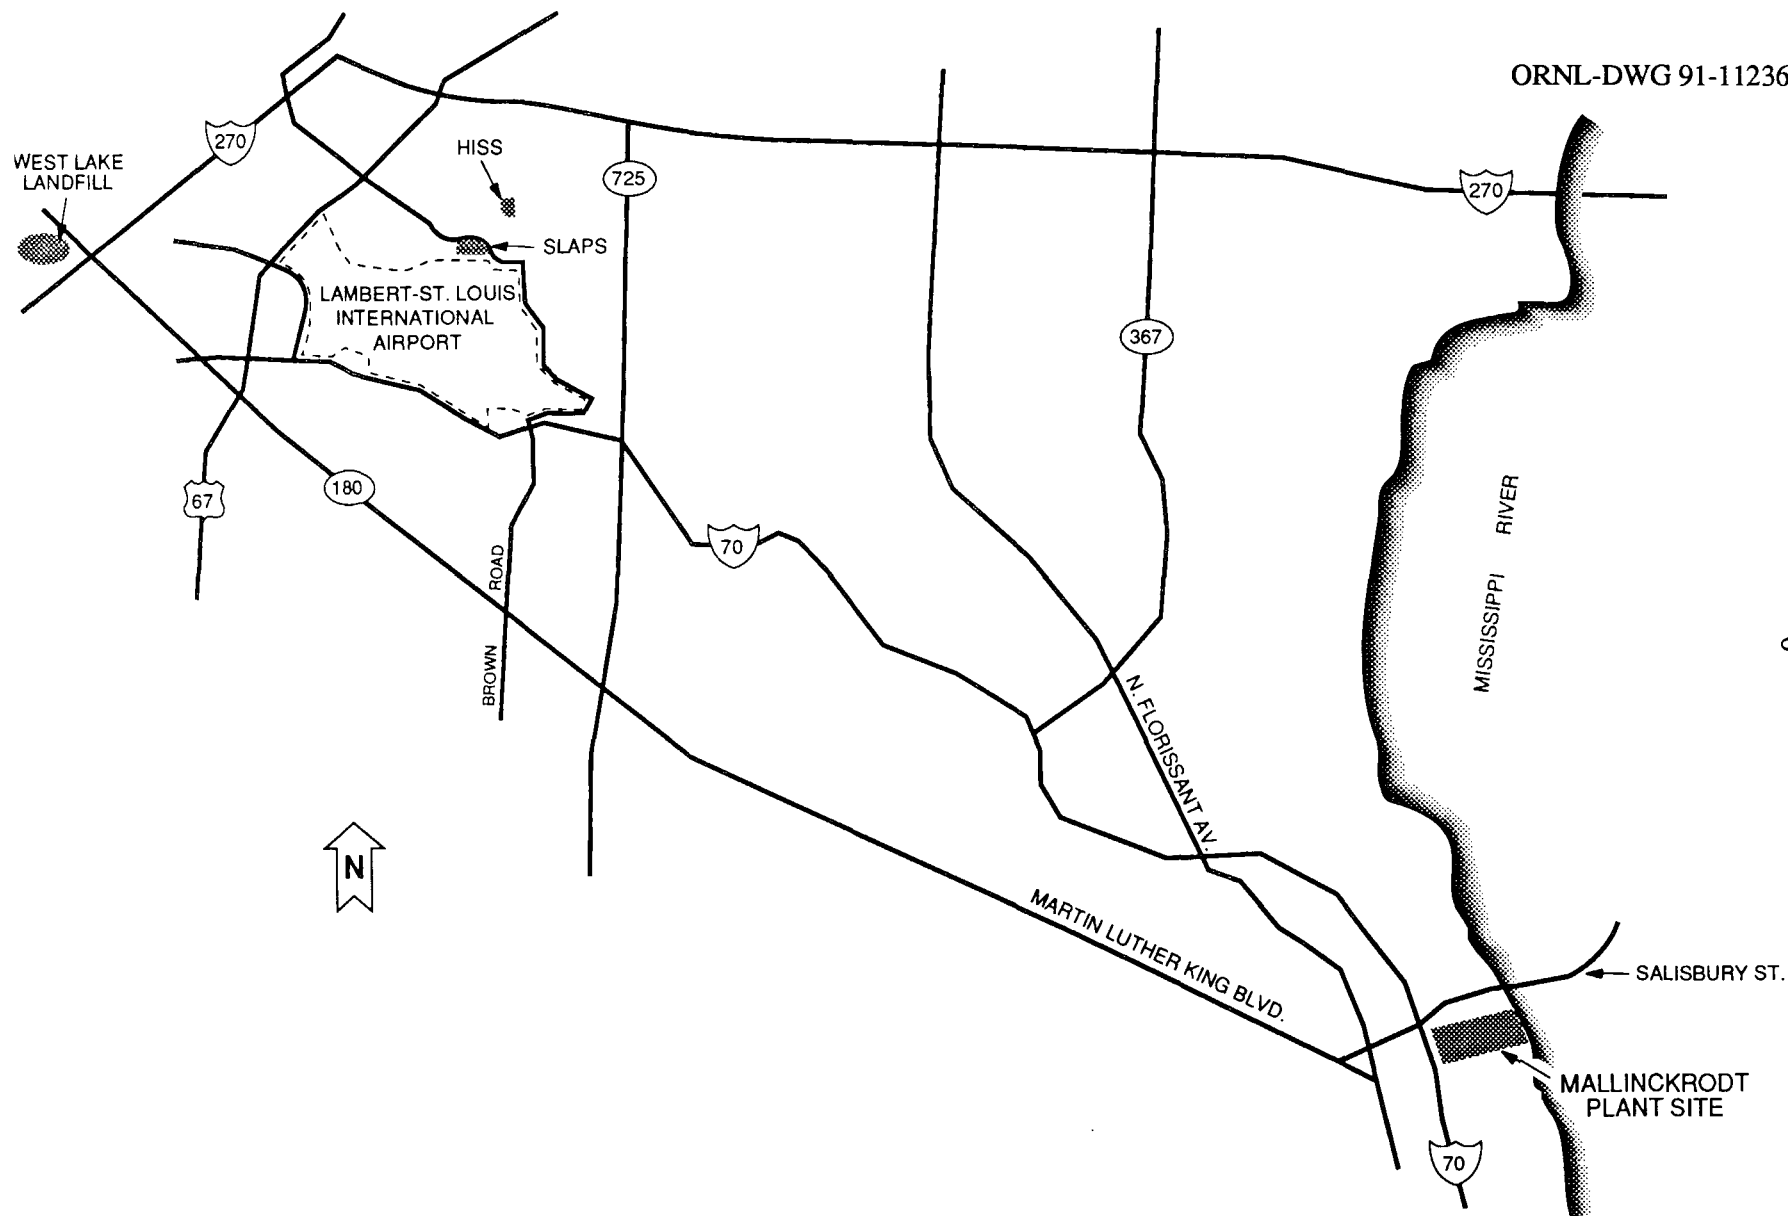 ORNL-DWG 91-11236
270
WEST LAKE
LANDFILL
HISS
725
270
SLAPS
LAMBERT-ST. LOUIS
INTERNATIONAL
AIRPORT
367
67
180
70
BROWN ROAD
MISSISSIPPI RIVER
N. FLORISSANT AV.
N
MARTIN LUTHER KING BLVD.
SALISBURY ST.
MALLINCKRODT
PLANT SITE
70